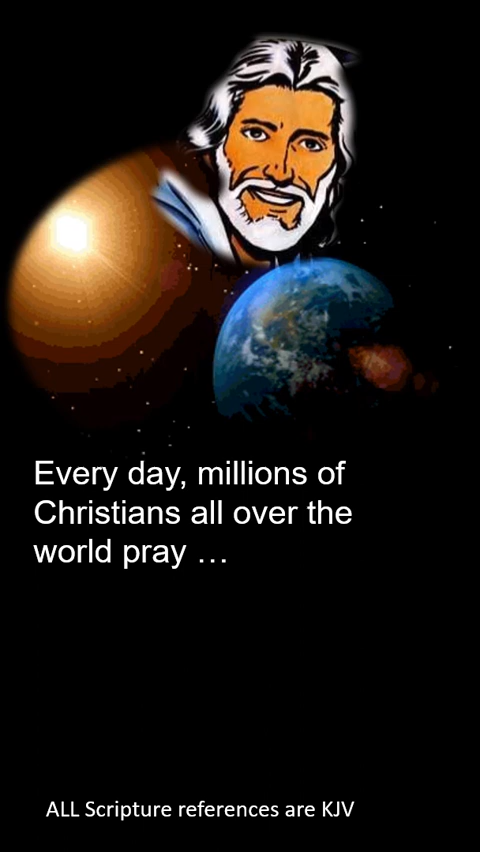 Every day, millions of
Christians all over the
world pray …
ALL Scripture references are KJV